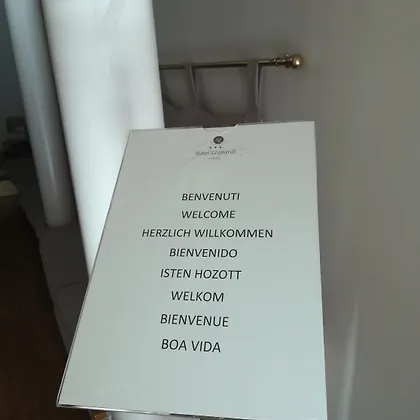 BENVENUTI
WELCOME
HERZLICH WILLKOMMEN
BIENVENIDO
ISTEN HOZOTT
WELKOM
BIENVENUE
BOA VIDA